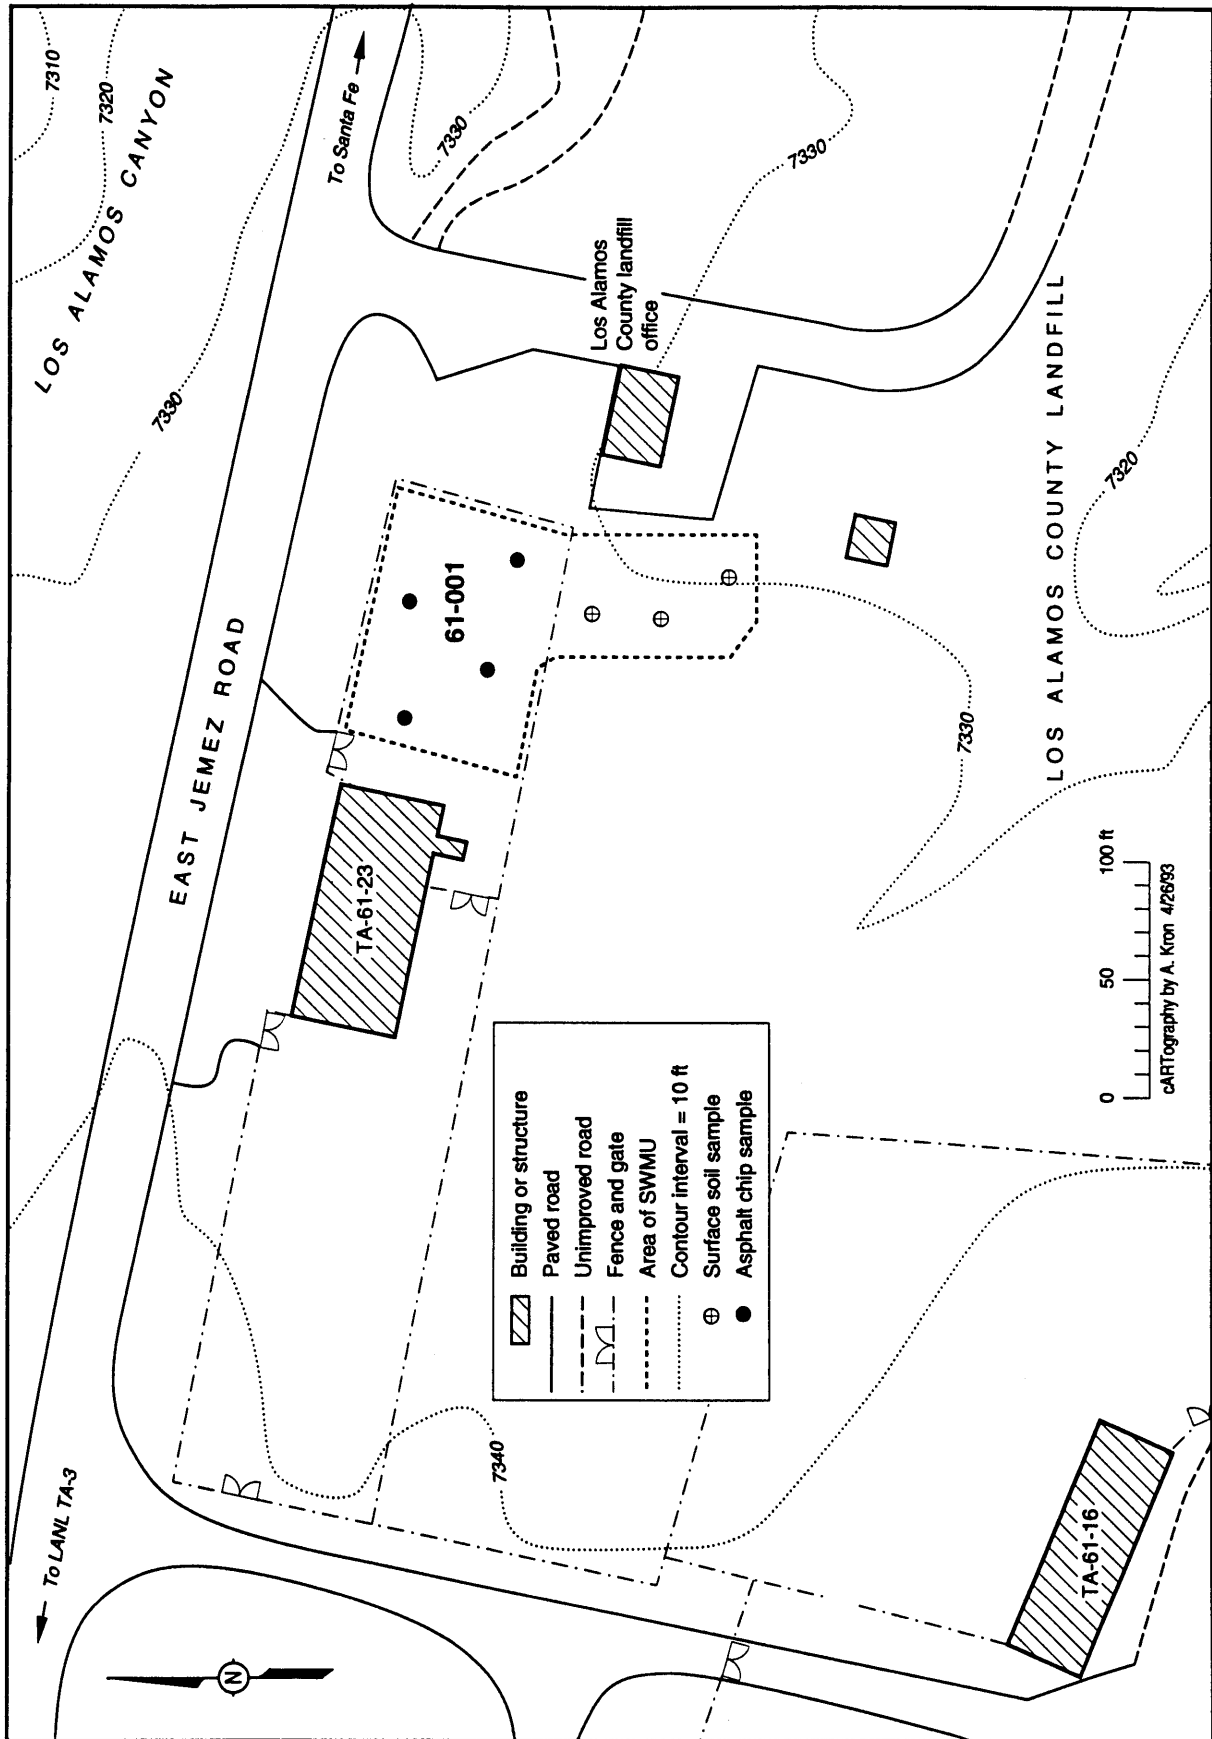 To LANL TA-3
N
EAST JEMEZ ROAD
To Santa Fe
LOS ALAMOS CANYON
7310
7320
7330
7330
7330
7330
7320
7340
TA-61-23
61-001
Los Alamos
County landfill
office
LOS ALAMOS COUNTY LANDFILL
TA-61-16
Building or structure
Paved road
Unimproved road
Fence and gate
Area of SWMU
Contour interval = 10 ft
Surface soil sample
Asphalt chip sample
0 50 100 ft
cARTography by A. Kron 4/26/93